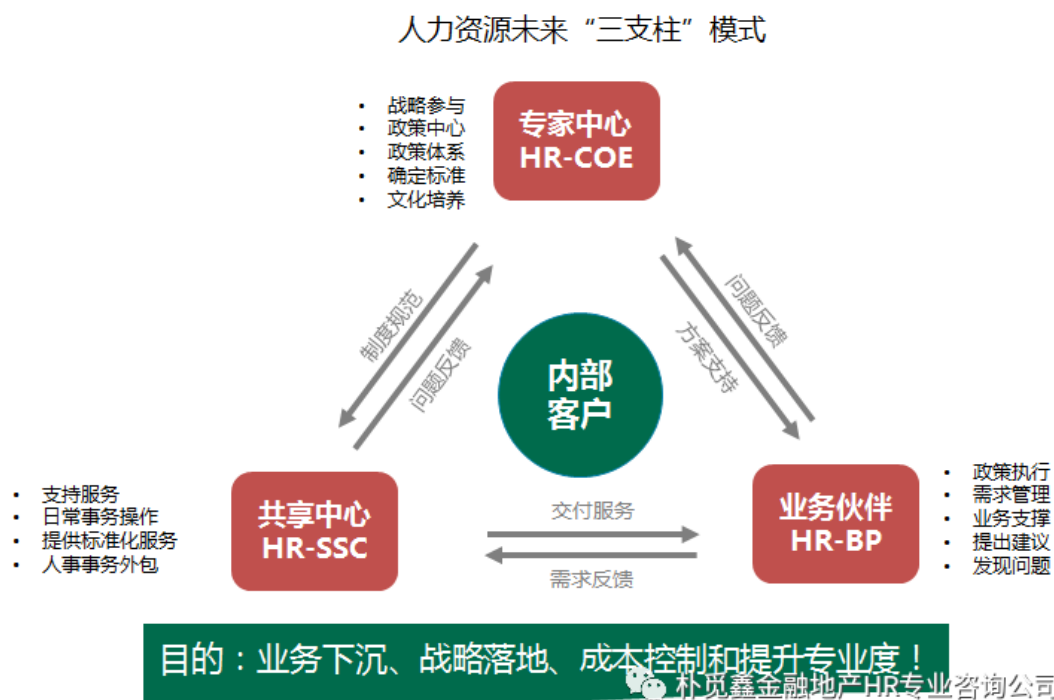 人力资源未来“三支柱”模式
• 战略参与
• 政策中心
• 政策体系
• 确定标准
• 文化培养
专家中心
HR-COE
制度规范
问题反馈
问题反馈
方案支持
内部
客户
• 支持服务
• 日常事务操作
• 提供标准化服务
• 人事事务外包
共享中心
HR-SSC
交付服务
需求反馈
业务伙伴
HR-BP
• 政策执行
• 需求管理
• 业务支撑
• 提出建议
• 发现问题
目的：业务下沉、战略落地、成本控制和提升专业度！
朴觅鑫金融地产HR专业咨询公司